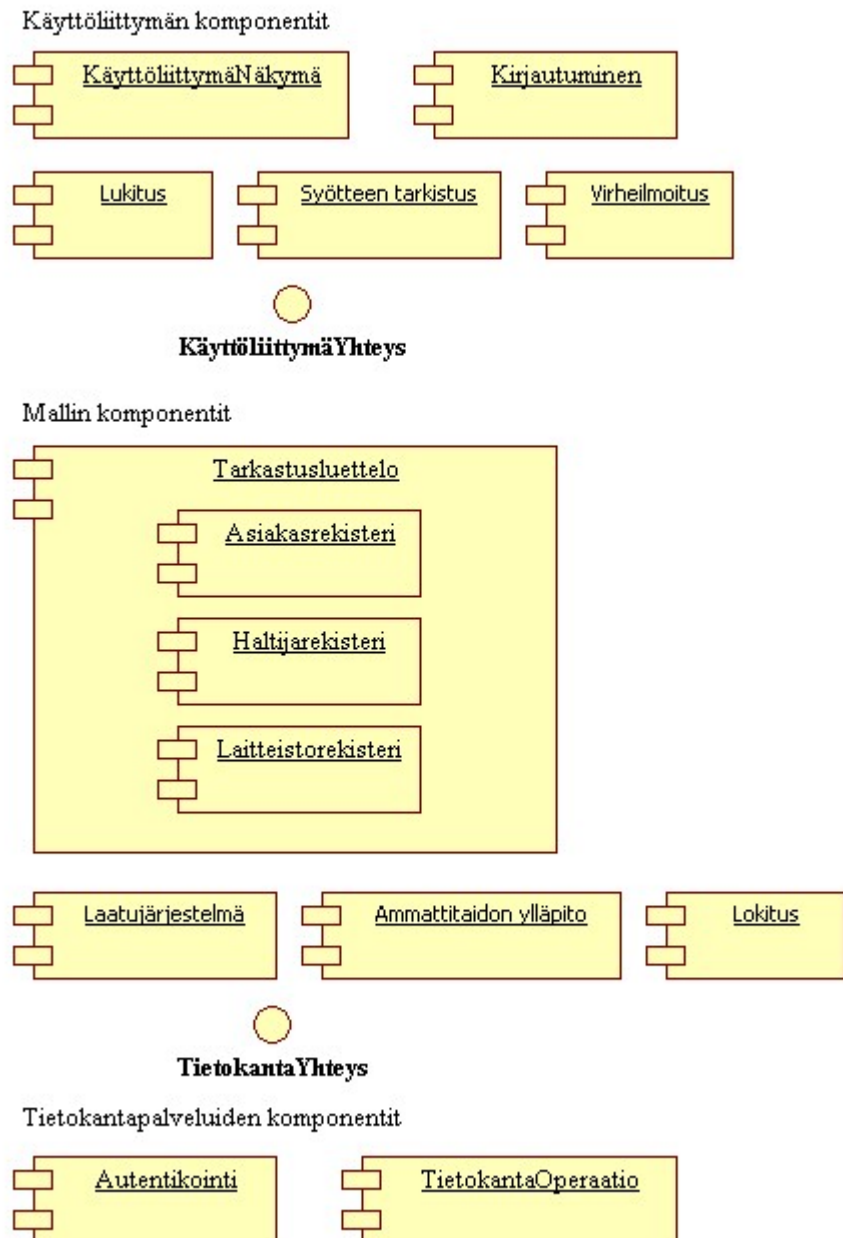 Käyttöliittymän komponentit
KäyttöliittymäNäkymä
Kirjautuminen
Lukitus
Syötteen tarkistus
Virheilmoitus
KäyttöliittymäYhteys
Mallin komponentit
Tarkastusluettelo
Asiakasrekisteri
Haltijarekisteri
Laitteistorekisteri
Laatujärjestelmä
Ammattitaidon ylläpito
Lokitus
TietokantaYhteys
Tietokantapalveluiden komponentit
Autentikointi
TietokantaOperaatio